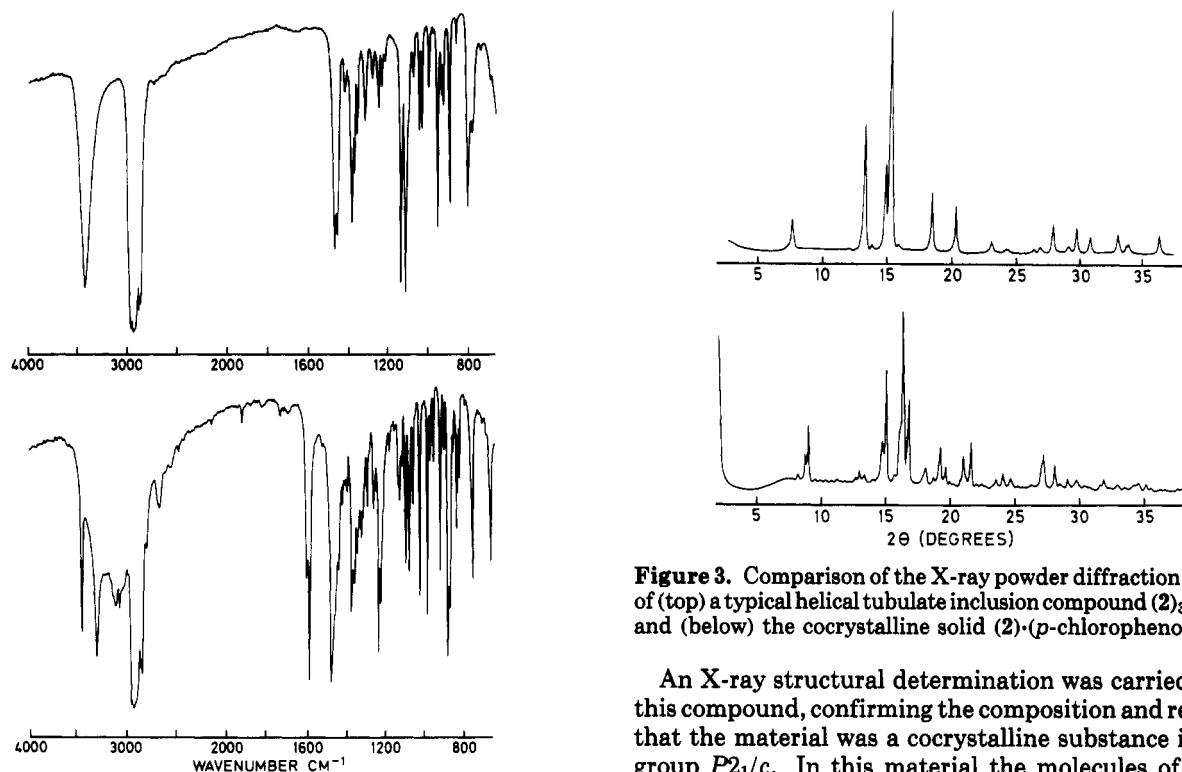 4000 3000 2000 1600 1200 800
4000 3000 2000 1600 1200 800
WAVENUMBER CM⁻¹
5 10 15 20 25 30 35
5 10 15 20 25 30 35
2θ (DEGREES)
Figure 3. Comparison of the X-ray powder diffraction
of (top) a typical helical tubulate inclusion compound (2)₃
and (below) the cocrystalline solid (2)·(p-chloropheno
An X-ray structural determination was carried
this compound, confirming the composition and re
that the material was a cocrystalline substance i
group P2₁/c. In this material the molecules of